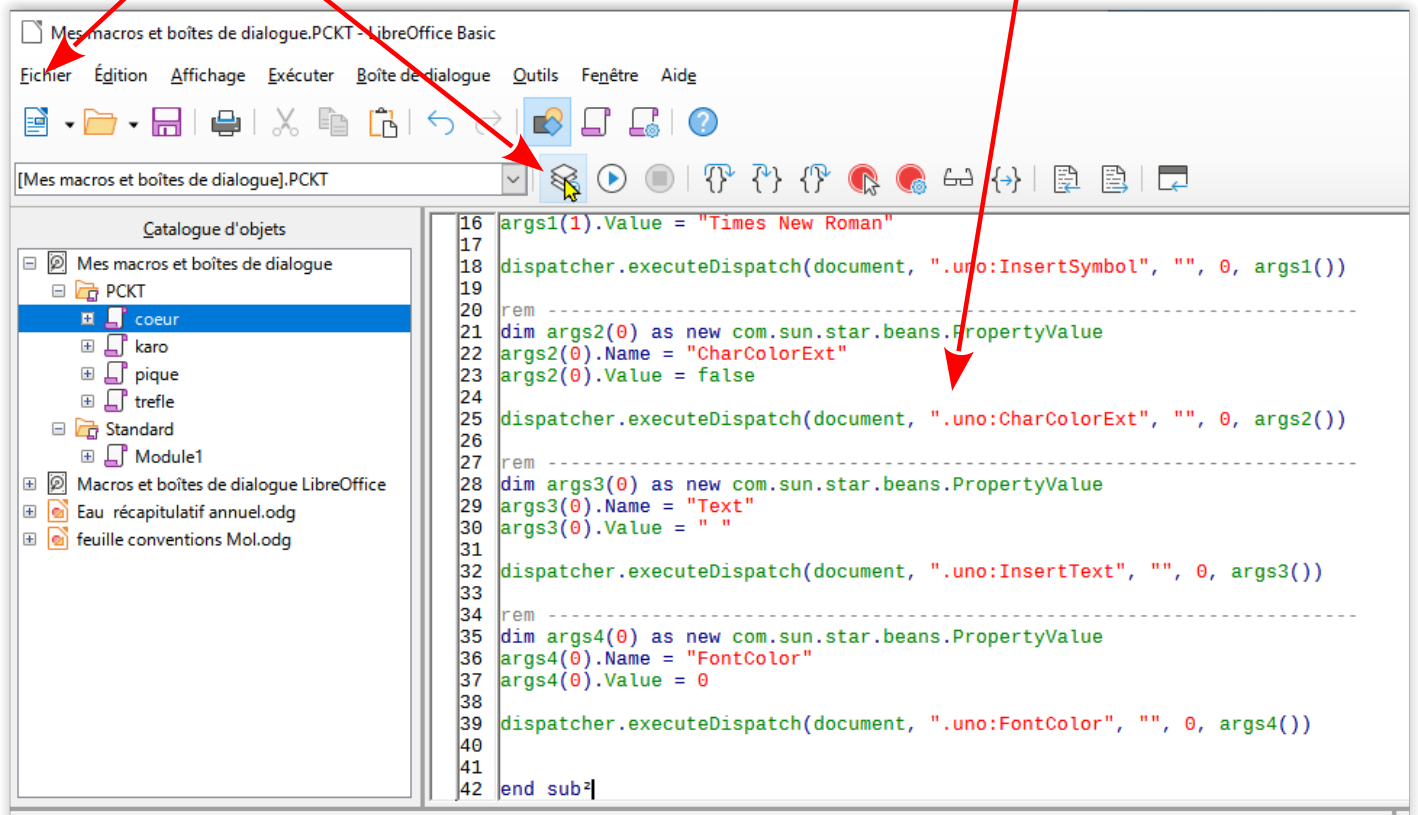 Mes macros et boîtes de dialogue.PCKT - LibreOffice Basic
Fichier Édition Affichage Exécuter Boîte de dialogue Outils Fenêtre Aide
[Mes macros et boîtes de dialogue].PCKT
Catalogue d'objets
Mes macros et boîtes de dialogue
PCKT
coeur
karo
pique
trefle
Standard
Module1
Macros et boîtes de dialogue LibreOffice
Eau récapitulatif annuel.odg
feuille conventions Mol.odg
16 args1(1).Value = "Times New Roman"
17
18 dispatcher.executeDispatch(document, ".uno:InsertSymbol", "", 0, args1())
19
20 rem ----------------------------------------------------------------------
21 dim args2(0) as new com.sun.star.beans.PropertyValue
22 args2(0).Name = "CharColorExt"
23 args2(0).Value = false
24
25 dispatcher.executeDispatch(document, ".uno:CharColorExt", "", 0, args2())
26
27 rem ----------------------------------------------------------------------
28 dim args3(0) as new com.sun.star.beans.PropertyValue
29 args3(0).Name = "Text"
30 args3(0).Value = " "
31
32 dispatcher.executeDispatch(document, ".uno:InsertText", "", 0, args3())
33
34 rem ----------------------------------------------------------------------
35 dim args4(0) as new com.sun.star.beans.PropertyValue
36 args4(0).Name = "FontColor"
37 args4(0).Value = 0
38
39 dispatcher.executeDispatch(document, ".uno:FontColor", "", 0, args4())
40
41
42 end sub²